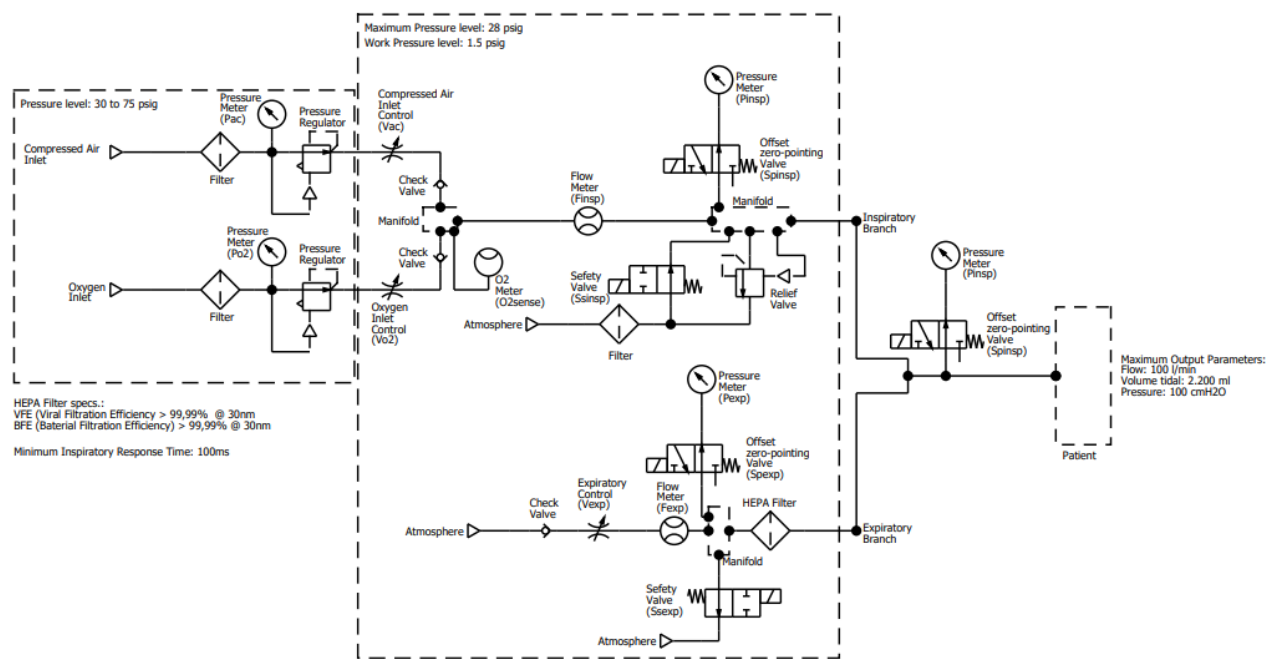 Maximum Pressure level: 28 psig
Work Pressure level: 1.5 psig
Pressure level: 30 to 75 psig
Pressure
Meter
(Pac)
Pressure
Regulator
Compressed Air
Inlet
Filter
Compressed Air
Inlet
Control
(Vac)
Check
Valve
Manifold
Pressure
Meter
(Po2)
Pressure
Regulator
Oxygen
Inlet
Filter
Check
Valve
Oxygen
Inlet
Control
(Vo2)
O2
Meter
(O2sense)
Flow
Meter
(Finsp)
Pressure
Meter
(Pinsp)
Offset
zero-pointing
Valve
(Spinsp)
Manifold
Sefety
Valve
(Ssinsp)
Relief
Valve
Atmosphere
Filter
Inspiratory
Branch
Pressure
Meter
(Pinsp)
Offset
zero-pointing
Valve
(Spinsp)
Maximum Output Parameters:
Flow: 100 l/min
Volume tidal: 2.200 ml
Pressure: 100 cmH2O
Patient
HEPA Filter specs.:
VFE (Viral Filtration Efficiency > 99,99% @ 30nm
BFE (Baterial Filtration Efficiency) > 99,99% @ 30nm
Minimum Inspiratory Response Time: 100ms
Pressure
Meter
(Pexp)
Offset
zero-pointing
Valve
(Spexp)
Atmosphere
Check
Valve
Expiratory
Control
(Vexp)
Flow
Meter
(Fexp)
HEPA Filter
Manifold
Expiratory
Branch
Sefety
Valve
(Ssexp)
Atmosphere